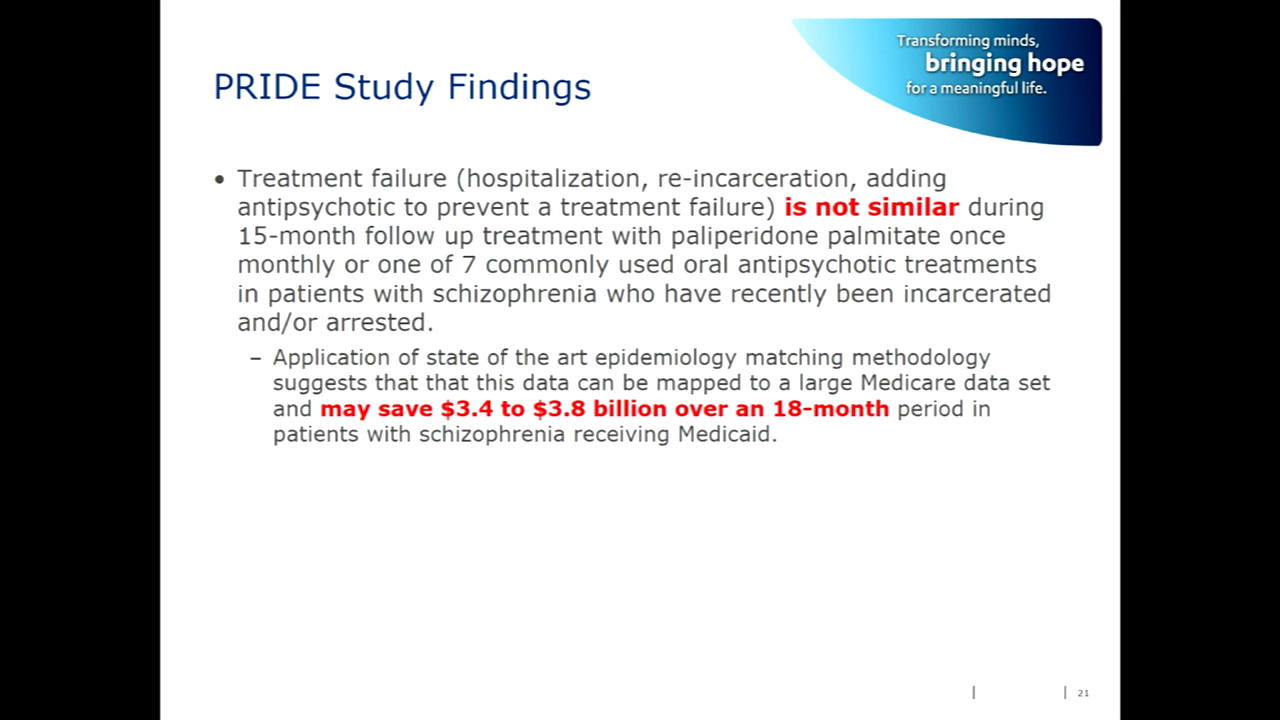 Transforming minds,
bringing hope
for a meaningful life.
PRIDE Study Findings
• Treatment failure (hospitalization, re-incarceration, adding
antipsychotic to prevent a treatment failure) is not similar during
15-month follow up treatment with paliperidone palmitate once
monthly or one of 7 commonly used oral antipsychotic treatments
in patients with schizophrenia who have recently been incarcerated
and/or arrested.
– Application of state of the art epidemiology matching methodology
suggests that that this data can be mapped to a large Medicare data set
and may save $3.4 to $3.8 billion over an 18-month period in
patients with schizophrenia receiving Medicaid.
21